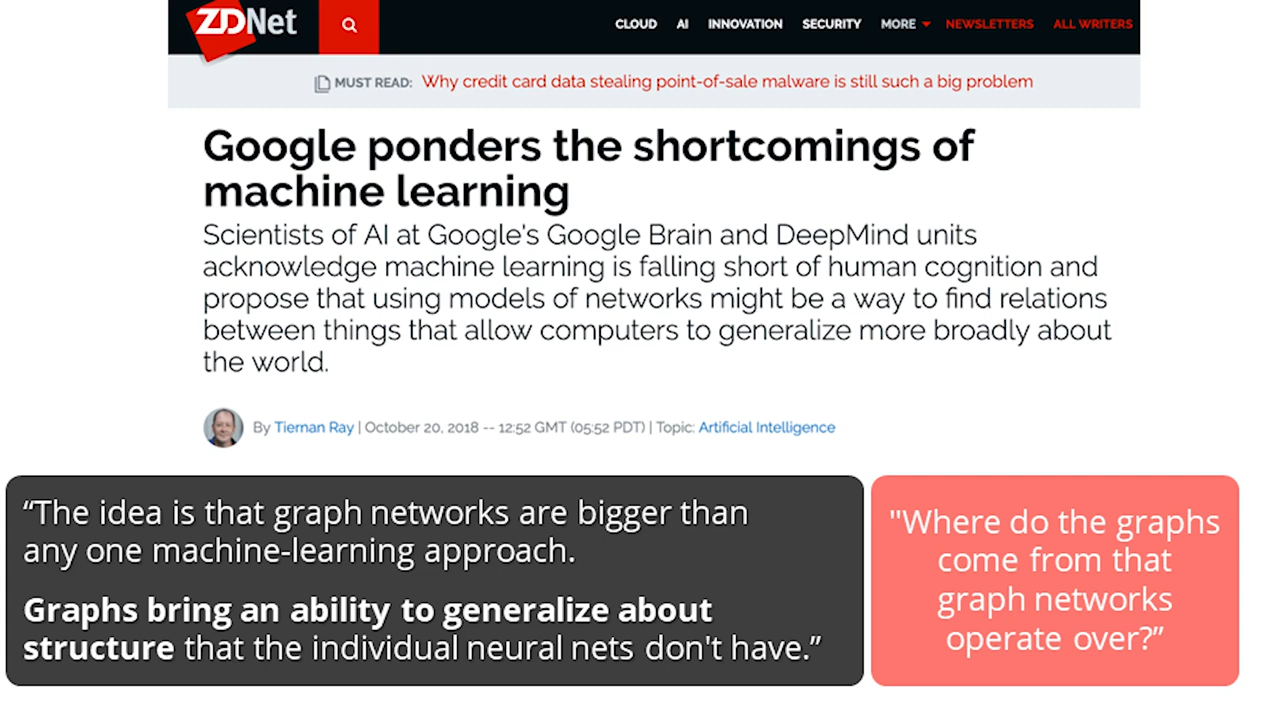 ZDNet
CLOUD AI INNOVATION SECURITY MORE NEWSLETTERS ALL WRITERS
MUST READ: Why credit card data stealing point-of-sale malware is still such a big problem
Google ponders the shortcomings of
machine learning
Scientists of AI at Google's Google Brain and DeepMind units
acknowledge machine learning is falling short of human cognition and
propose that using models of networks might be a way to find relations
between things that allow computers to generalize more broadly about
the world.
By Tiernan Ray | October 20, 2018 -- 12:52 GMT (05:52 PDT) | Topic: Artificial Intelligence
“The idea is that graph networks are bigger than
any one machine-learning approach.
Graphs bring an ability to generalize about
structure that the individual neural nets don't have.”
"Where do the graphs
come from that
graph networks
operate over?”